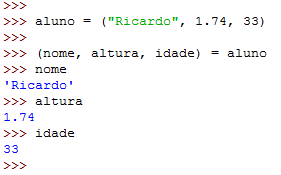 >>>
>>> aluno = ("Ricardo", 1.74, 33)
>>>
>>> (nome, altura, idade) = aluno
>>> nome
'Ricardo'
>>> altura
1.74
>>> idade
33
>>>